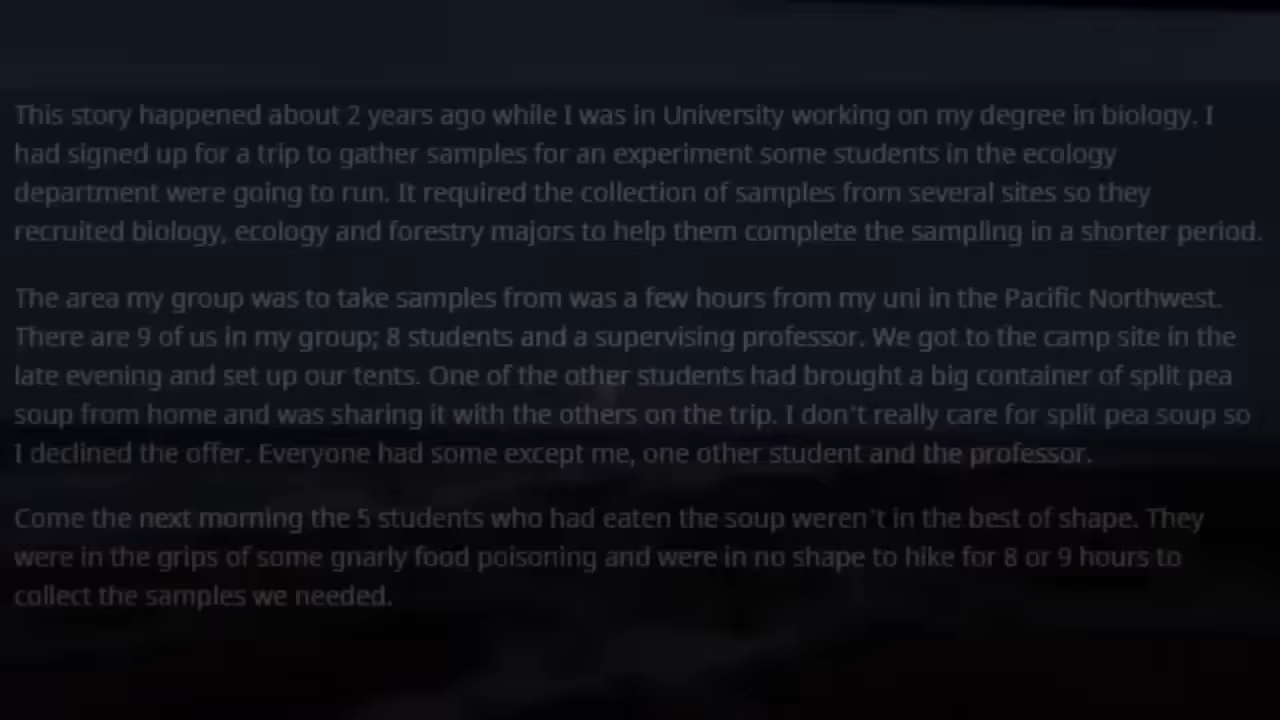 This story happened about 2 years ago while I was in University working on my degree in biology. I
had signed up for a trip to gather samples for an experiment some students in the ecology
department were going to run. It required the collection of samples from several sites so they
recruited biology, ecology and forestry majors to help them complete the sampling in a shorter period.
The area my group was to take samples from was a few hours from my uni in the Pacific Northwest.
There are 9 of us in my group; 8 students and a supervising professor. We got to the camp site in the
late evening and set up our tents. One of the other students had brought a big container of split pea
soup from home and was sharing it with the others on the trip. I don't really care for split pea soup so
I declined the offer. Everyone had some except me, one other student and the professor.
Come the next morning the 5 students who had eaten the soup weren't in the best of shape. They
were in the grips of some gnarly food poisoning and were in no shape to hike for 8 or 9 hours to
collect the samples we needed.